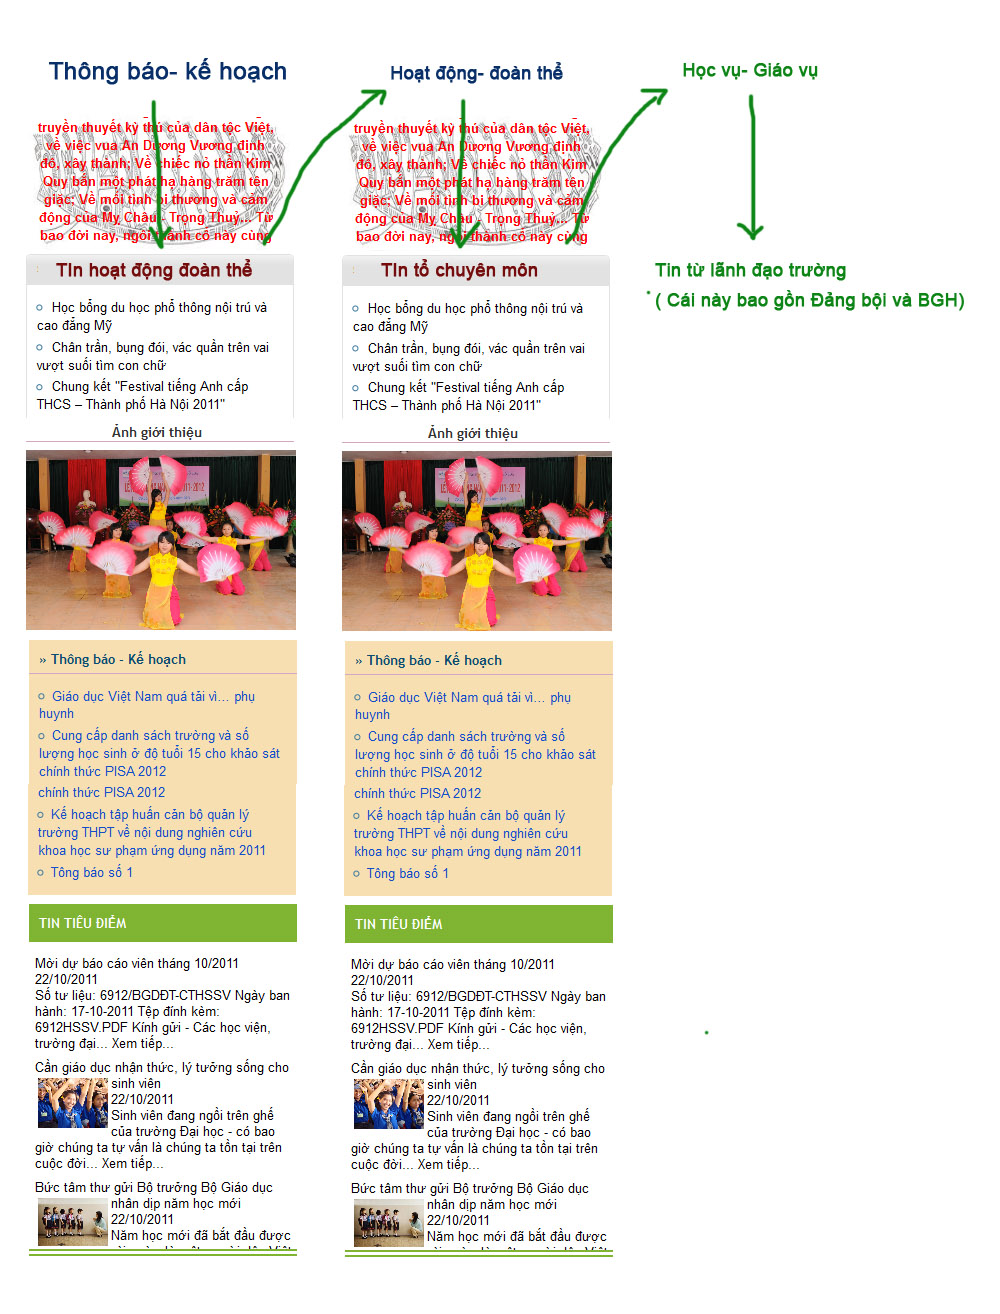 Thông báo- kế hoạch
truyền thuyết kỳ thú của dân tộc Việt,
về việc vua An Dương Vương định
đô, xây thành; Về chiếc nỏ thần Kim
Quy bắn một phát hạ hàng trăm tên
giặc; Về mối tình bi thương và cảm
động của Mỵ Châu - Trọng Thuỷ... Từ
bao đời nay, ngôi thành cổ này cùng
Tin hoạt động đoàn thể
Học bổng du học phổ thông nội trú và
cao đẳng Mỹ
Chân trần, bụng đói, vác quần trên vai
vượt suối tìm con chữ
Chung kết "Festival tiếng Anh cấp
THCS – Thành phố Hà Nội 2011"
Ảnh giới thiệu
2011-2012
» Thông báo - Kế hoạch
Giáo dục Việt Nam quá tải vì... phụ
huynh
Cung cấp danh sách trường và số
lượng học sinh ở độ tuổi 15 cho khảo sát
chính thức PISA 2012
chính thức PISA 2012
Kế hoạch tập huấn cản bộ quản lý
trường THPT về nội dung nghiên cứu
khoa học sư phạm ứng dụng năm 2011
Tông báo số 1
TIN TIÊU ĐIỂM
Mời dự báo cáo viên tháng 10/2011
22/10/2011
Số tư liệu: 6912/BGDĐT-CTHSSV Ngày ban
hành: 17-10-2011 Tệp đính kèm:
6912HSSV.PDF Kính gửi - Các học viện,
trường đại... Xem tiếp...
Cần giáo dục nhận thức, lý tưởng sống cho
sinh viên
22/10/2011
Sinh viên đang ngồi trên ghế
của trường Đại học - có bao
giờ chúng ta tự vấn là chúng ta tồn tại trên
cuộc đời... Xem tiếp...
Bức tâm thư gửi Bộ trưởng Bộ Giáo dục
nhân dịp năm học mới
22/10/2011
Năm học mới đã bắt đầu được
Hoạt động- đoàn thể
truyền thuyết kỳ thú của dân tộc Việt,
về việc vua An Dương Vương định
đô, xây thành; Về chiếc nỏ thần Kim
Quy bắn một phát hạ hàng trăm tên
giặc; Về mối tình bi thương và cảm
động của Mỵ Châu - Trọng Thuỷ... Từ
bao đời nay, ngôi thành cổ này cùng
Tin tổ chuyên môn
Học bổng du học phổ thông nội trú và
cao đẳng Mỹ
Chân trần, bụng đói, vác quần trên vai
vượt suối tìm con chữ
Chung kết "Festival tiếng Anh cấp
THCS – Thành phố Hà Nội 2011"
Ảnh giới thiệu
2011-2012
» Thông báo - Kế hoạch
Giáo dục Việt Nam quá tải vì... phụ
huynh
Cung cấp danh sách trường và số
lượng học sinh ở độ tuổi 15 cho khảo sát
chính thức PISA 2012
chính thức PISA 2012
Kế hoạch tập huấn cản bộ quản lý
trường THPT về nội dung nghiên cứu
khoa học sư phạm ứng dụng năm 2011
Tông báo số 1
TIN TIÊU ĐIỂM
Mời dự báo cáo viên tháng 10/2011
22/10/2011
Số tư liệu: 6912/BGDĐT-CTHSSV Ngày ban
hành: 17-10-2011 Tệp đính kèm:
6912HSSV.PDF Kính gửi - Các học viện,
trường đại... Xem tiếp...
Cần giáo dục nhận thức, lý tưởng sống cho
sinh viên
22/10/2011
Sinh viên đang ngồi trên ghế
của trường Đại học - có bao
giờ chúng ta tự vấn là chúng ta tồn tại trên
cuộc đời... Xem tiếp...
Bức tâm thư gửi Bộ trưởng Bộ Giáo dục
nhân dịp năm học mới
22/10/2011
Năm học mới đã bắt đầu được
Học vụ- Giáo vụ
Tin từ lãnh đạo trường
( Cái này bao gồn Đảng bội và BGH)